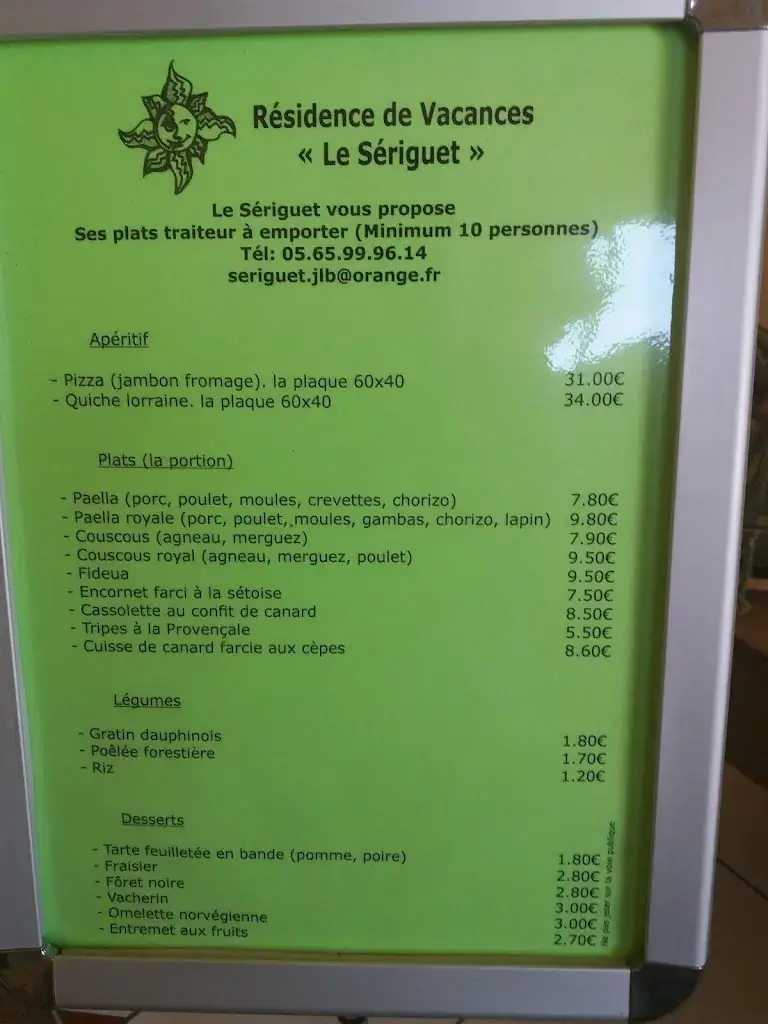 Résidence de Vacances
« Le Sériguet »
Le Sériguet vous propose
Ses plats traiteur à emporter (Minimum 10 personnes)
Tél: 05.65.99.96.14
seriguet.jlb@orange.fr
Apéritif
- Pizza (jambon fromage). la plaque 60x40 31.00€
- Quiche lorraine. la plaque 60x40 34.00€
Plats (la portion)
- Paella (porc, poulet, moules, crevettes, chorizo) 7.80€
- Paella royale (porc, poulet, moules, gambas, chorizo, lapin) 9.80€
- Couscous (agneau, merguez) 7.90€
- Couscous royal (agneau, merguez, poulet) 9.50€
- Fideua 9.50€
- Encornet farci à la sétoise 7.50€
- Cassolette au confit de canard 8.50€
- Tripes à la Provençale 5.50€
- Cuisse de canard farcie aux cèpes 8.60€
Légumes
- Gratin dauphinois 1.80€
- Poêlée forestière 1.70€
- Riz 1.20€
Desserts
- Tarte feuilletée en bande (pomme, poire) 1.80€
- Fraisier 2.80€
- Fôret noire 2.80€
- Vacherin 3.00€
- Omelette norvégienne 3.00€
- Entremet aux fruits 2.70€
Ne pas jeter sur la voie publique